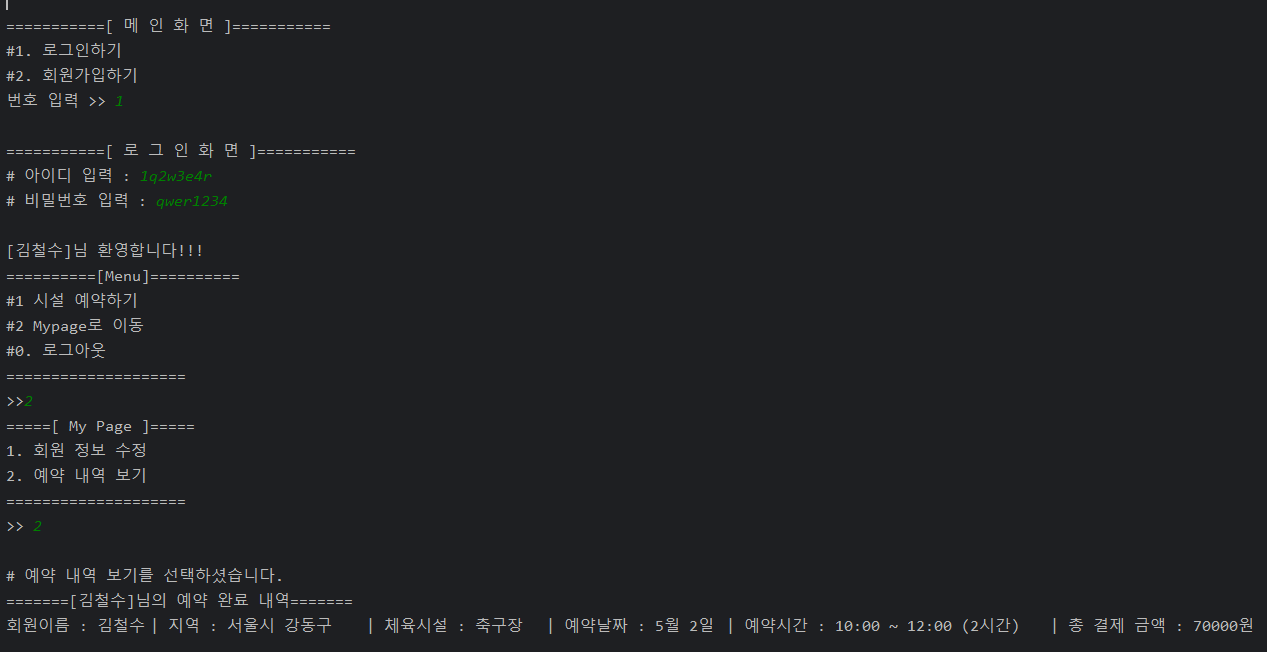 ===========[ 메 인 화 면 ]===========
#1. 로그인하기
#2. 회원가입하기
번호 입력 >> 1
===========[ 로 그 인 화 면 ]===========
# 아이디 입력 : 1q2w3e4r
# 비밀번호 입력 : qwer1234
[김철수]님 환영합니다!!!
==========[Menu]==========
#1 시설 예약하기
#2 Mypage로 이동
#0. 로그아웃
====================
>>2
=====[ My Page ]=====
1. 회원 정보 수정
2. 예약 내역 보기
====================
>> 2
# 예약 내역 보기를 선택하셨습니다.
=======[김철수]님의 예약 완료 내역=======
회원이름 : 김철수 | 지역 : 서울시 강동구 | 체육시설 : 축구장 | 예약날짜 : 5월 2일 | 예약시간 : 10:00 ~ 12:00 (2시간) | 총 결제 금액 : 70000원